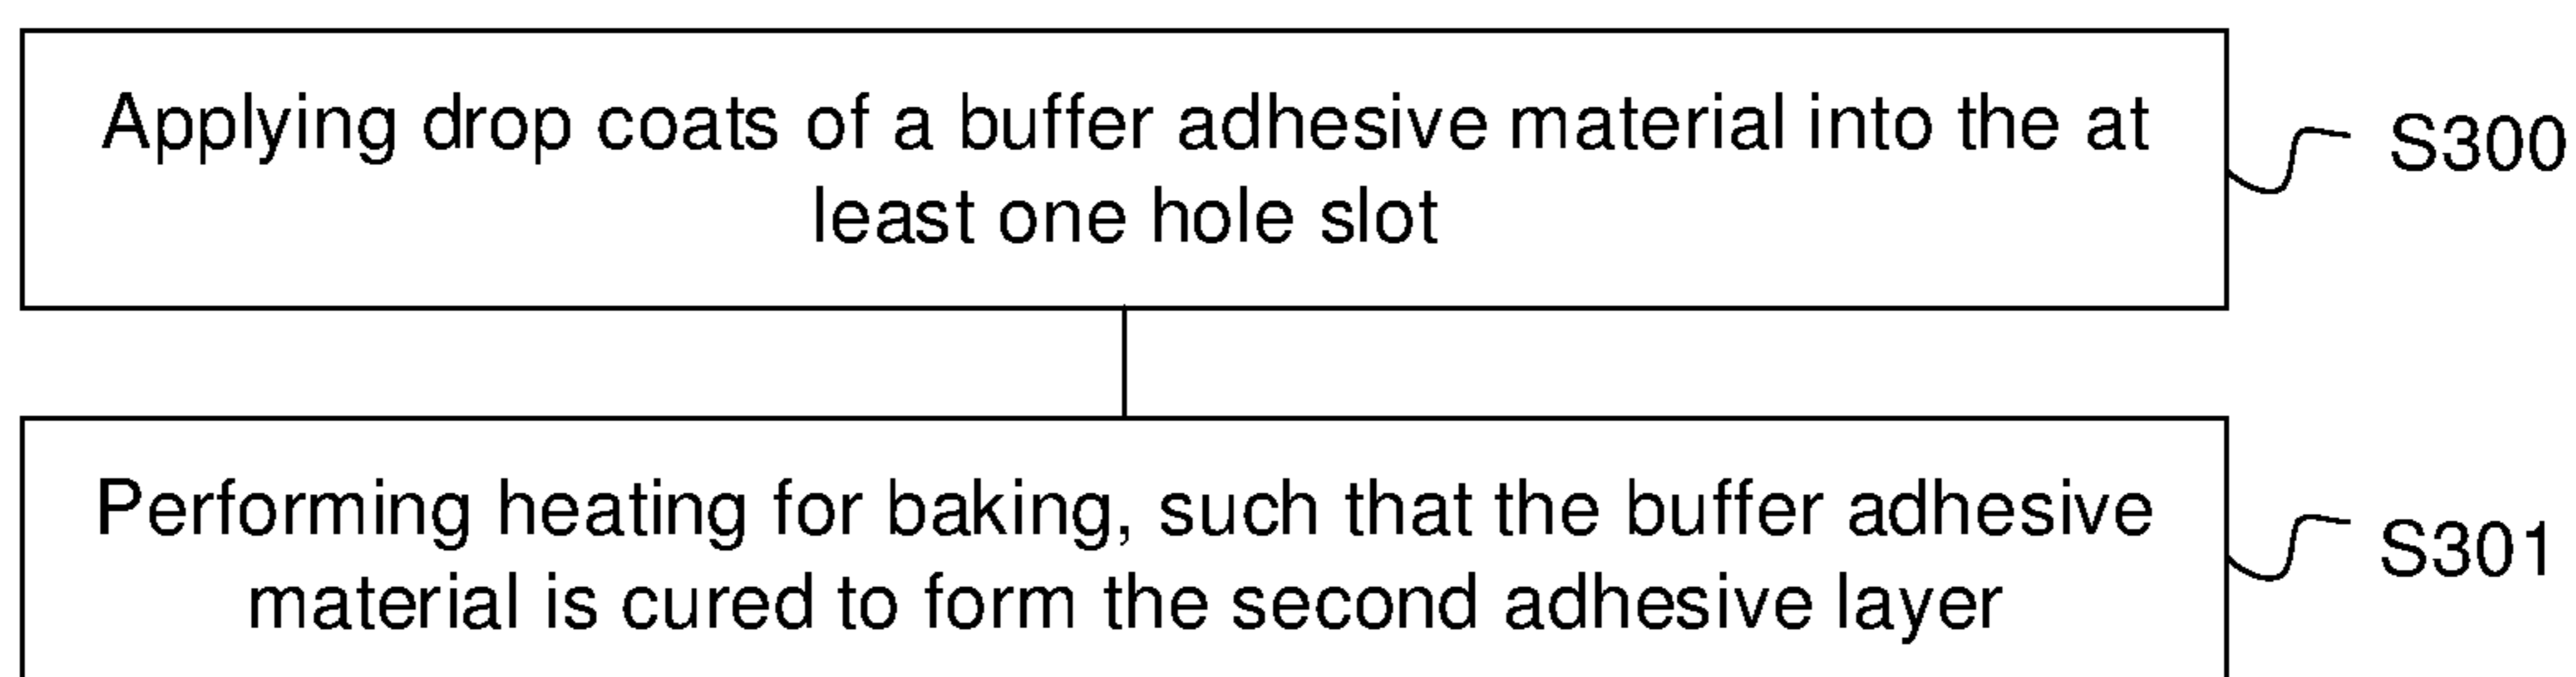 Applying drop coats of a buffer adhesive material into the at
least one hole slot
S300
Performing heating for baking, such that the buffer adhesive
material is cured to form the second adhesive layer
S301